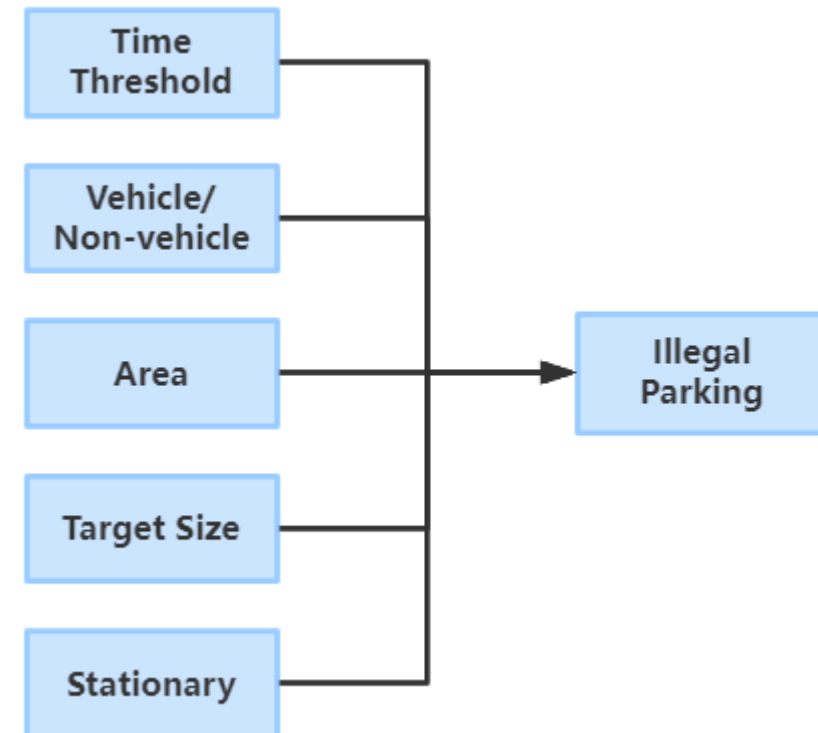 Time
Threshold
Vehicle/
Non-vehicle
Area
Illegal
Parking
Target Size
Stationary